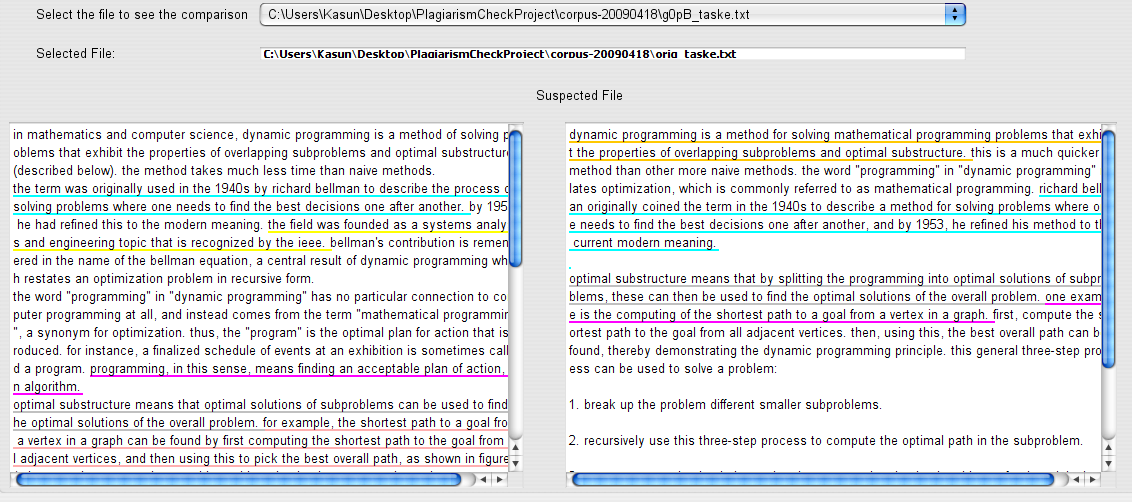 Select the file to see the comparison C:\Users\Kasun\Desktop\PlagiarismCheckProject\corpus-20090418\g0pB_taske.txt
Selected File: C:\Users\Kasun\Desktop\PlagiarismCheckProject\corpus-20090418\orig_taske.txt
Suspected File
in mathematics and computer science, dynamic programming is a method of solving p
oblems that exhibit the properties of overlapping subproblems and optimal substructure
(described below). the method takes much less time than naive methods.
the term was originally used in the 1940s by richard bellman to describe the process o
solving problems where one needs to find the best decisions one after another. by 195
he had refined this to the modern meaning. the field was founded as a systems analy
s and engineering topic that is recognized by the ieee. bellman's contribution is remem
ered in the name of the bellman equation, a central result of dynamic programming wh
h restates an optimization problem in recursive form.
the word "programming" in "dynamic programming" has no particular connection to co
puter programming at all, and instead comes from the term "mathematical programmin
", a synonym for optimization. thus, the "program" is the optimal plan for action that is
roduced. for instance, a finalized schedule of events at an exhibition is sometimes call
d a program. programming, in this sense, means finding an acceptable plan of action,
n algorithm.
optimal substructure means that optimal solutions of subproblems can be used to find
he optimal solutions of the overall problem. for example, the shortest path to a goal fro
a vertex in a graph can be found by first computing the shortest path to the goal from
l adjacent vertices, and then using this to pick the best overall path, as shown in figure
dynamic programming is a method for solving mathematical programming problems that exhi
t the properties of overlapping subproblems and optimal substructure. this is a much quicker
method than other more naive methods. the word "programming" in "dynamic programming"
lates optimization, which is commonly referred to as mathematical programming. richard bell
an originally coined the term in the 1940s to describe a method for solving problems where o
e needs to find the best decisions one after another, and by 1953, he refined his method to th
current modern meaning.
optimal substructure means that by splitting the programming into optimal solutions of subpr
blems, these can then be used to find the optimal solutions of the overall problem. one exam
e is the computing of the shortest path to a goal from a vertex in a graph. first, compute the s
ortest path to the goal from all adjacent vertices. then, using this, the best overall path can b
found, thereby demonstrating the dynamic programming principle. this general three-step pro
ess can be used to solve a problem:
1. break up the problem different smaller subproblems.
2. recursively use this three-step process to compute the optimal path in the subproblem.